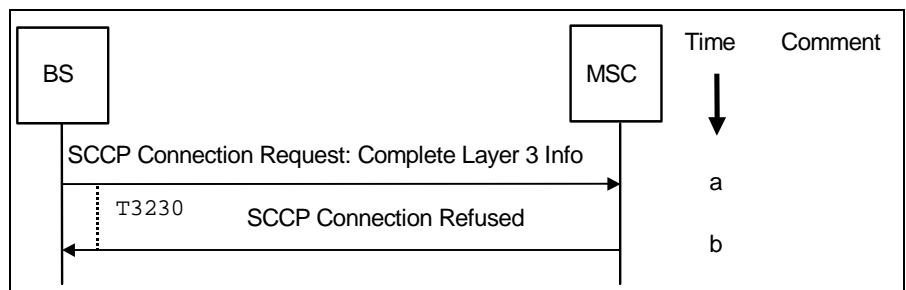 Time Comment
BS MSC
SCCP Connection Request: Complete Layer 3 Info
a
T3230 SCCP Connection Refused
b